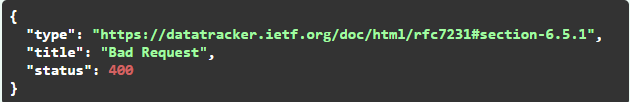 {
"type": "https://datatracker.ietf.org/doc/html/rfc7231#section-6.5.1",
"title": "Bad Request",
"status": 400
}